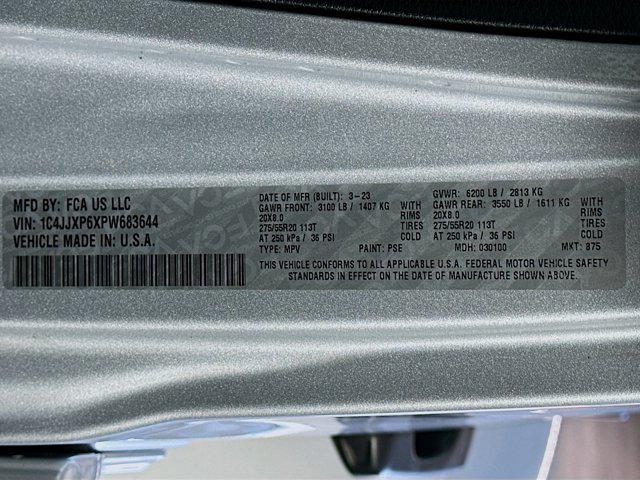 MFD BY: FCA US LLC
VIN: 1C4JJXP6XPW683644
VEHICLE MADE IN: U.S.A.
DATE OF MFR (BUILT): 3-23
GAWR FRONT: 3100 LB / 1407 KG WITH
20X8.0 RIMS
275/55R20 113T TIRES
AT 250 kPa / 36 PSI COLD
TYPE: MPV PAINT: PSE
GVWR: 6200 LB / 2813 KG
GAWR REAR: 3550 LB / 1611 KG WITH
20X8.0 RIMS
275/55R20 113T TIRES
AT 250 kPa / 36 PSI COLD
MDH: 030100 MKT: 875
THIS VEHICLE CONFORMS TO ALL APPLICABLE U.S.A. FEDERAL MOTOR VEHICLE SAFETY
STANDARDS IN EFFECT ON THE DATE OF MANUFACTURE SHOWN ABOVE.